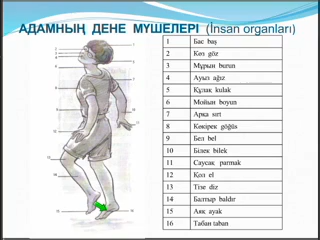 АДАМНЫҢ ДЕНЕ МҮШЕЛЕРІ (İnsan organları)
1 Бас baş
2 Көз göz
3 Мұрын burun
4 Ауыз ağız
5 Құлақ kulak
6 Мойын boyun
7 Арқа sırt
8 Көкірек göğüs
9 Бел bel
10 Білек bilek
11 Саусақ parmak
12 Қол el
13 Тізе diz
14 Балтыр baldır
15 Аяқ ayak
16 Табан taban